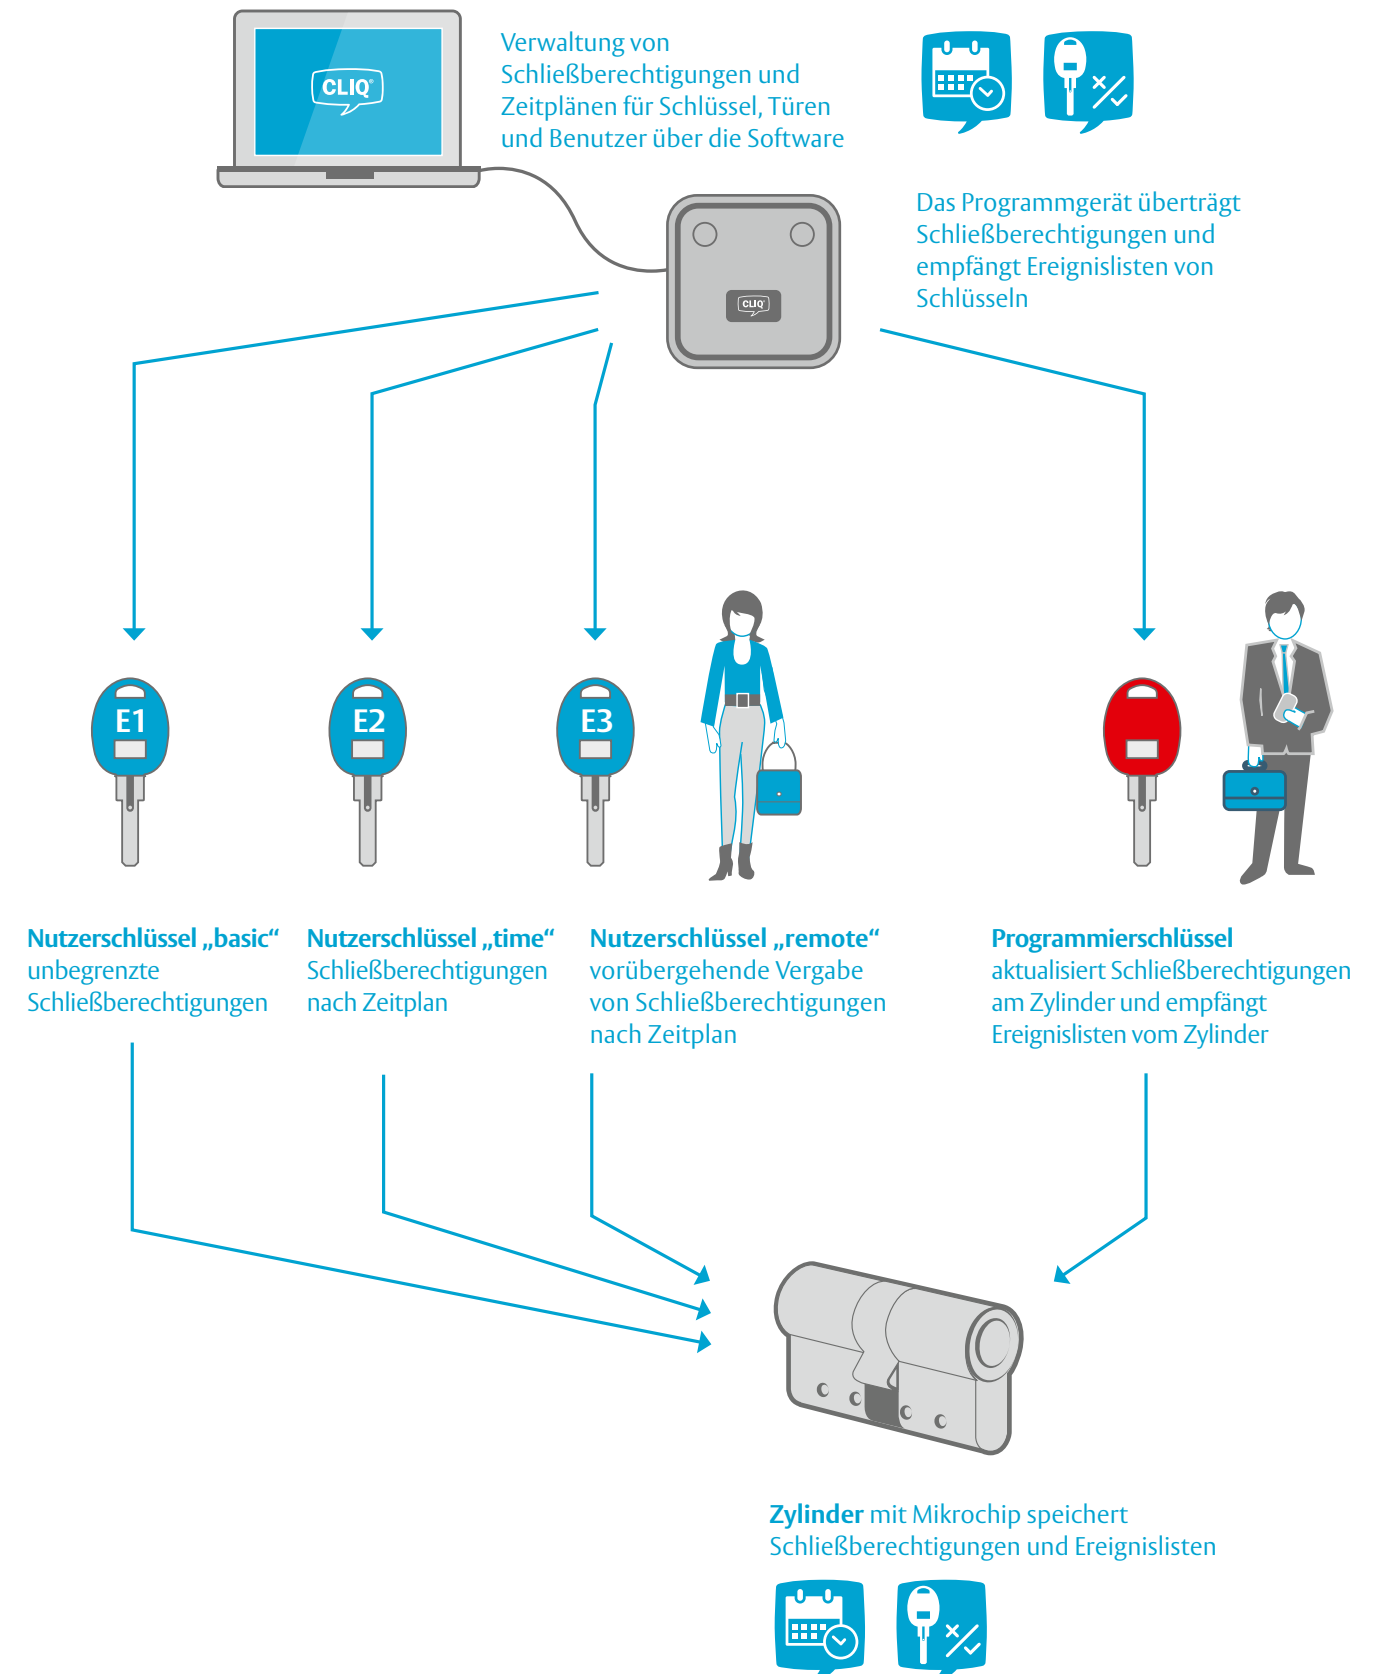 CLIQ®
Verwaltung von
Schließberechtigungen und
Zeitplänen für Schlüssel, Türen
und Benutzer über die Software
Das Programmgerät überträgt
Schließberechtigungen und
empfängt Ereignislisten von
Schlüsseln
CLIQ
E1
E2
E3
Nutzerschlüssel „basic“
unbegrenzte
Schließberechtigungen
Nutzerschlüssel „time“
Schließberechtigungen
nach Zeitplan
Nutzerschlüssel „remote“
vorübergehende Vergabe
von Schließberechtigungen
nach Zeitplan
Programmierschlüssel
aktualisiert Schließberechtigungen
am Zylinder und empfängt
Ereignislisten vom Zylinder
Zylinder mit Mikrochip speichert
Schließberechtigungen und Ereignislisten